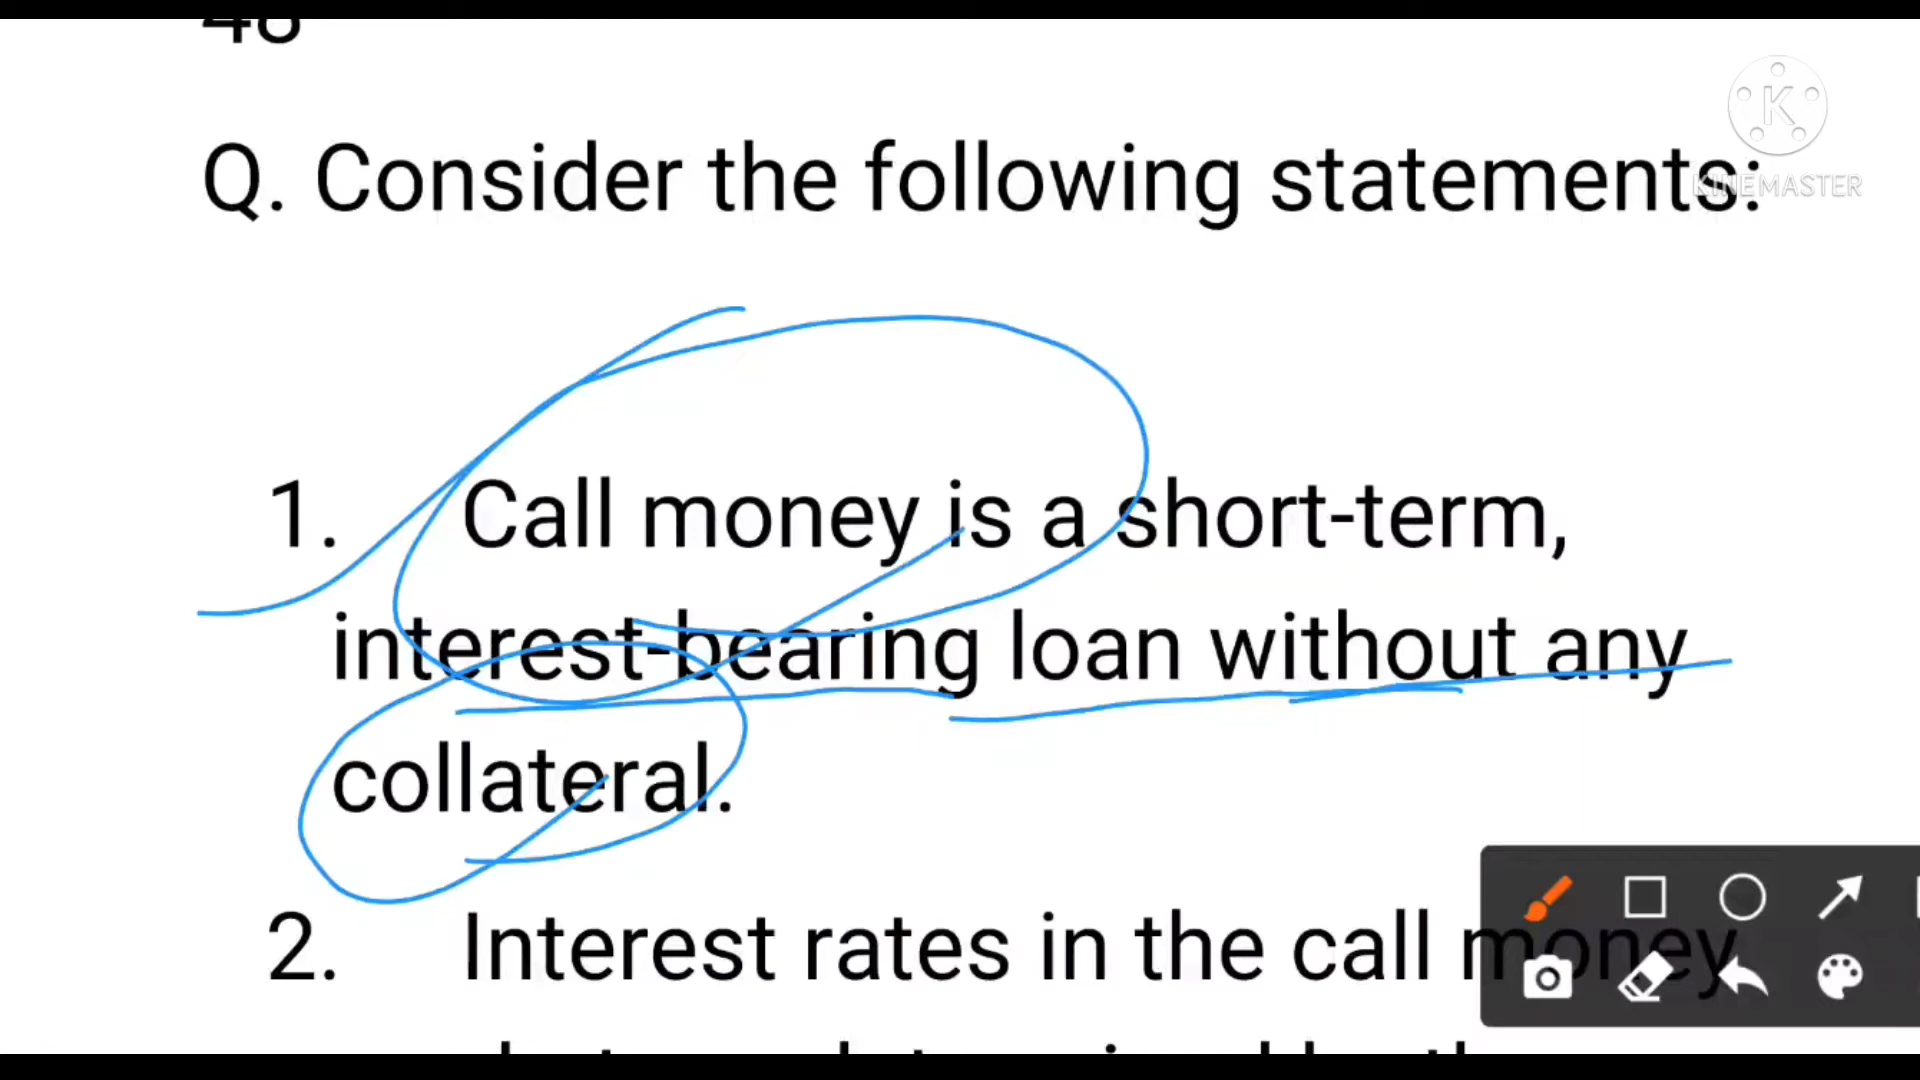 48
Q. Consider the following statements:
K
KINEMASTER
1. Call money is a short-term,
interest-bearing loan without any
collateral.
2. Interest rates in the call money